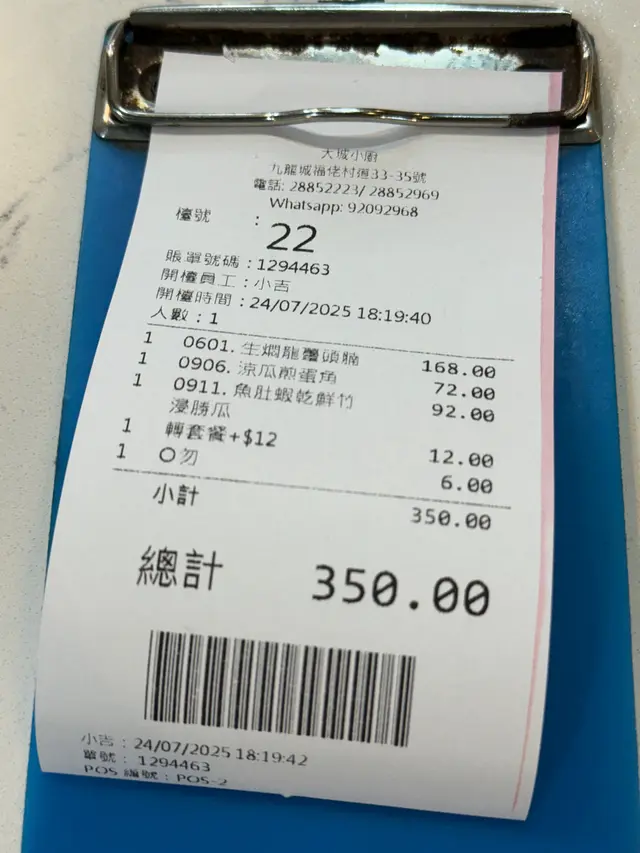 大城小廚
九龍城福佬村道33-35號
電話: 28852223/ 28852969
Whatsapp: 92092968
檯號 : 22
賬單號碼 : 1294463
開檯員工 : 小吉
開檯時間 : 24/07/2025 18:19:40
人數 : 1
1 0601. 生燜龍躉頭腩 168.00
1 0906. 涼瓜煎蛋角 72.00
1 0911. 魚肚蝦乾鮮竹 92.00
浸勝瓜
1 轉套餐+$12 12.00
1 O勿 6.00
小計 350.00
總計 350.00
小吉 : 24/07/2025 18:19:42
單號 : 1294463
POS 編號 : POS-2